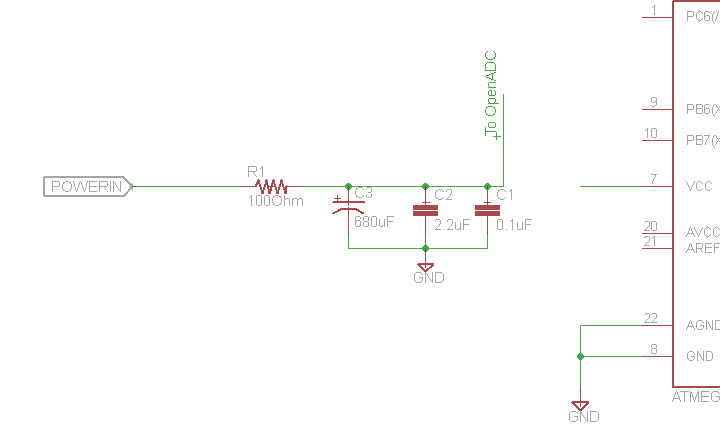 1 PC6(/
To OpenADC
+
9 PB6(X
10 PB7(X
R1
POWERIN
100Ohm
C3 C2 C1
+
680uF 2.2uF 0.1uF
7 VCC
20 AVCC
21 AREF
GND
22 AGND
8 GND
ATMEG
GND